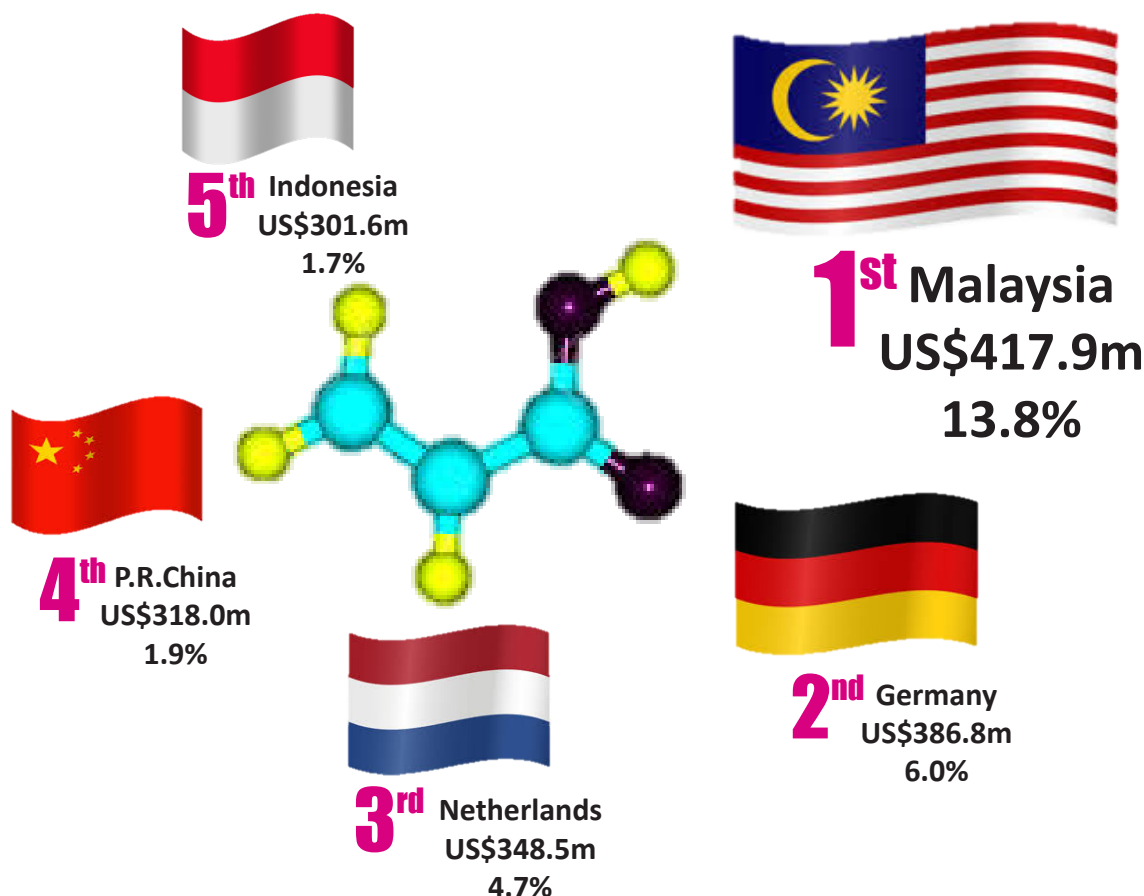 1st Malaysia
US$417.9m
13.8%
2nd Germany
US$386.8m
6.0%
3rd Netherlands
US$348.5m
4.7%
4th P.R.China
US$318.0m
1.9%
5th Indonesia
US$301.6m
1.7%